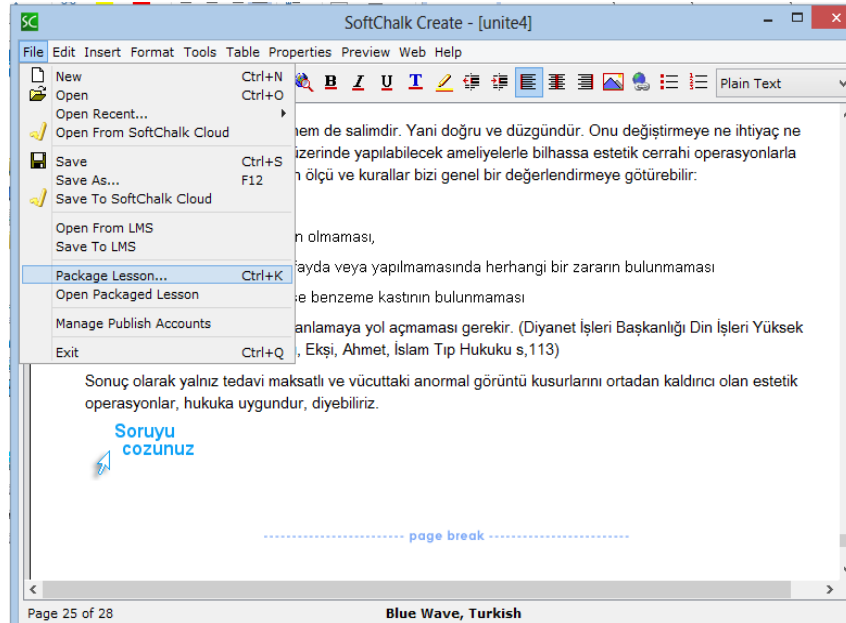 SC
SoftChalk Create - [unite4]
File Edit Insert Format Tools Table Properties Preview Web Help
New Ctrl+N
Open Ctrl+O
Open Recent...
Open From SoftChalk Cloud
Save Ctrl+S
Save As... F12
Save To SoftChalk Cloud
Open From LMS
Save To LMS
Package Lesson... Ctrl+K
Open Packaged Lesson
Manage Publish Accounts
Exit Ctrl+Q
B I U T Plain Text
hem de salimdir. Yani doğru ve düzgündür. Onu değiştirmeye ne ihtiyaç ne
üzerinde yapılabilecek ameliyelerle bilhassa estetik cerrahi operasyonlarla
ölçü ve kurallar bizi genel bir değerlendirmeye götürebilir:
olmaması,
fayda veya yapılmamasında herhangi bir zararın bulunmaması
benzeme kastının bulunmaması
anlamaya yol açmaması gerekir. (Diyanet İşleri Başkanlığı Din İşleri Yüksek
, Ekşi, Ahmet, İslam Tıp Hukuku s,113)
Sonuç olarak yalnız tedavi maksatlı ve vücuttaki anormal görüntü kusurlarını ortadan kaldırıcı olan estetik
operasyonlar, hukuka uygundur, diyebiliriz.
Soruyu
cozunuz
page break
Page 25 of 28
Blue Wave, Turkish